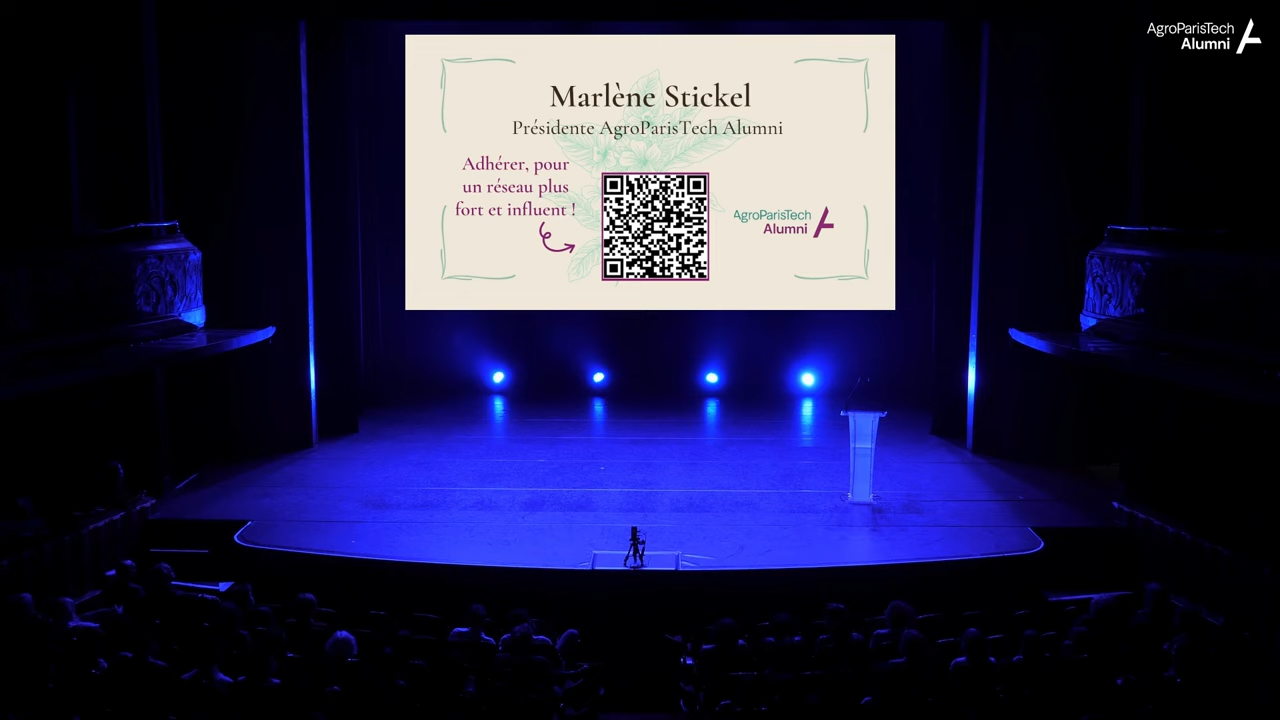 AgroParisTech
Alumni
Marlène Stickel
Présidente AgroParisTech Alumni
Adhérer, pour
un réseau plus
fort et influent !
AgroParisTech
Alumni